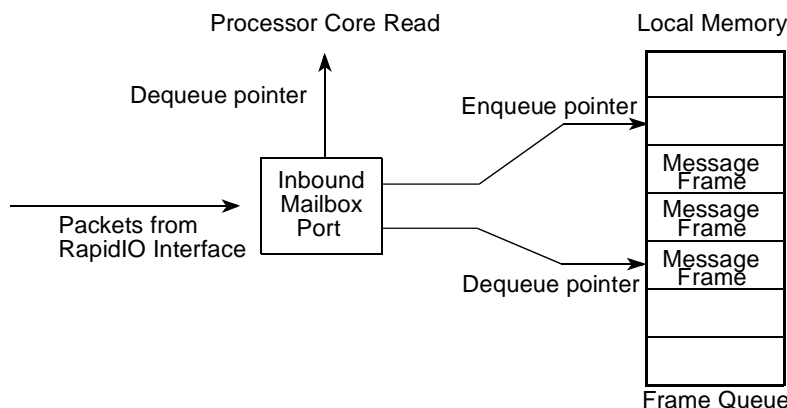 Processor Core Read
Local Memory
Dequeue pointer
Enqueue pointer
Inbound
Mailbox
Port
Message
Frame
Message
Frame
Message
Frame
Packets from
RapidIO Interface
Dequeue pointer
Frame Queue